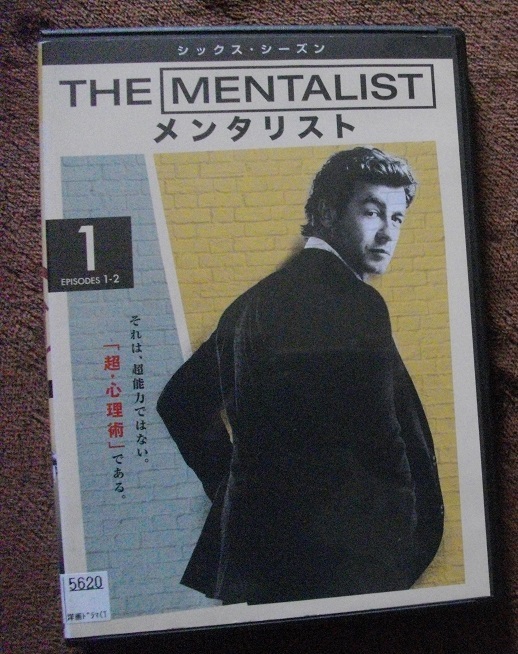 シックス・シーズン
THE MENTALIST
メンタリスト
1
EPISODES 1-2
それは、超能力ではない。
「超・心理術」である。
5620